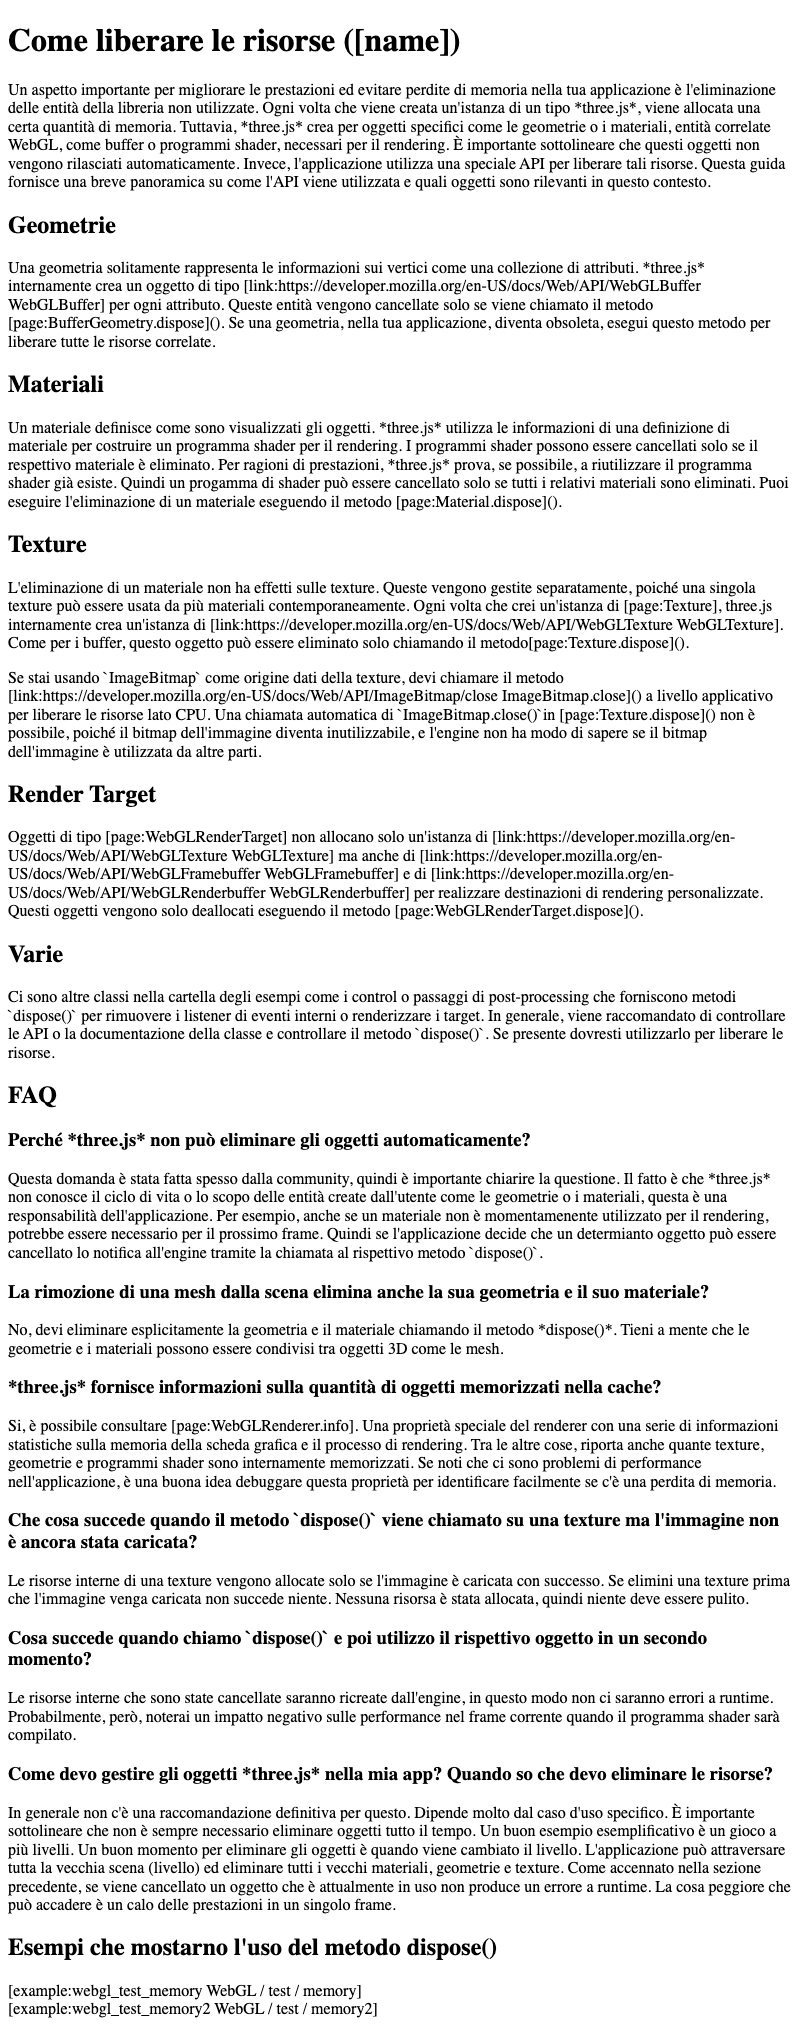 Come liberare le risorse ([name])
Un aspetto importante per migliorare le prestazioni ed evitare perdite di memoria nella tua applicazione è l'eliminazione
delle entità della libreria non utilizzate. Ogni volta che viene creata un'istanza di un tipo *three.js*, viene allocata una
certa quantità di memoria. Tuttavia, *three.js* crea per oggetti specifici come le geometrie o i materiali, entità correlate
WebGL, come buffer o programmi shader, necessari per il rendering. È importante sottolineare che questi oggetti non
vengono rilasciati automaticamente. Invece, l'applicazione utilizza una speciale API per liberare tali risorse. Questa guida
fornisce una breve panoramica su come l'API viene utilizzata e quali oggetti sono rilevanti in questo contesto.
Geometrie
Una geometria solitamente rappresenta le informazioni sui vertici come una collezione di attributi. *three.js*
internamente crea un oggetto di tipo [link:https://developer.mozilla.org/en-US/docs/Web/API/WebGLBuffer
WebGLBuffer] per ogni attributo. Queste entità vengono cancellate solo se viene chiamato il metodo
[page:BufferGeometry.dispose](). Se una geometria, nella tua applicazione, diventa obsoleta, esegui questo metodo per
liberare tutte le risorse correlate.
Materiali
Un materiale definisce come sono visualizzati gli oggetti. *three.js* utilizza le informazioni di una definizione di
materiale per costruire un programma shader per il rendering. I programmi shader possono essere cancellati solo se il
respettivo materiale è eliminato. Per ragioni di prestazioni, *three.js* prova, se possibile, a riutilizzare il programma
shader già esiste. Quindi un progamma di shader può essere cancellato solo se tutti i relativi materiali sono eliminati. Puoi
eseguire l'eliminazione di un materiale eseguendo il metodo [page:Material.dispose]().
Texture
L'eliminazione di un materiale non ha effetti sulle texture. Queste vengono gestite separatamente, poiché una singola
texture può essere usata da più materiali contemporaneamente. Ogni volta che crei un'istanza di [page:Texture], three.js
internamente crea un'istanza di [link:https://developer.mozilla.org/en-US/docs/Web/API/WebGLTexture WebGLTexture].
Come per i buffer, questo oggetto può essere eliminato solo chiamando il metodo[page:Texture.dispose]().
Se stai usando `ImageBitmap` come origine dati della texture, devi chiamare il metodo
[link:https://developer.mozilla.org/en-US/docs/Web/API/ImageBitmap/close ImageBitmap.close]() a livello applicativo
per liberare le risorse lato CPU. Una chiamata automatica di `ImageBitmap.close()`in [page:Texture.dispose]() non è
possibile, poiché il bitmap dell'immagine diventa inutilizzabile, e l'engine non ha modo di sapere se il bitmap
dell'immagine è utilizzata da altre parti.
Render Target
Oggetti di tipo [page:WebGLRenderTarget] non allocano solo un'istanza di [link:https://developer.mozilla.org/en-
US/docs/Web/API/WebGLTexture WebGLTexture] ma anche di [link:https://developer.mozilla.org/en-
US/docs/Web/API/WebGLFramebuffer WebGLFramebuffer] e di [link:https://developer.mozilla.org/en-
US/docs/Web/API/WebGLRenderbuffer WebGLRenderbuffer] per realizzare destinazioni di rendering personalizzate.
Questi oggetti vengono solo deallocati eseguendo il metodo [page:WebGLRenderTarget.dispose]().
Varie
Ci sono altre classi nella cartella degli esempi come i control o passaggi di post-processing che forniscono metodi
`dispose()` per rimuovere i listener di eventi interni o renderizzare i target. In generale, viene raccomandato di controllare
le API o la documentazione della classe e controllare il metodo `dispose()`. Se presente dovresti utilizzarlo per liberare le
risorse.
FAQ
Perché *three.js* non può eliminare gli oggetti automaticamente?
Questa domanda è stata fatta spesso dalla community, quindi è importante chiarire la questione. Il fatto è che *three.js*
non conosce il ciclo di vita o lo scopo delle entità create dall'utente come le geometrie o i materiali, questa è una
responsabilità dell'applicazione. Per esempio, anche se un materiale non è momentamenente utilizzato per il rendering,
potrebbe essere necessario per il prossimo frame. Quindi se l'applicazione decide che un determianto oggetto può essere
cancellato lo notifica all'engine tramite la chiamata al rispettivo metodo `dispose()`.
La rimozione di una mesh dalla scena elimina anche la sua geometria e il suo materiale?
No, devi eliminare esplicitamente la geometria e il materiale chiamando il metodo *dispose()*. Tieni a mente che le
geometrie e i materiali possono essere condivisi tra oggetti 3D come le mesh.
*three.js* fornisce informazioni sulla quantità di oggetti memorizzati nella cache?
Si, è possibile consultare [page:WebGLRenderer.info]. Una proprietà speciale del renderer con una serie di informazioni
statistiche sulla memoria della scheda grafica e il processo di rendering. Tra le altre cose, riporta anche quante texture,
geometrie e programmi shader sono internamente memorizzati. Se noti che ci sono problemi di performance
nell'applicazione, è una buona idea debuggare questa proprietà per identificare facilmente se c'è una perdita di memoria.
Che cosa succede quando il metodo `dispose()` viene chiamato su una texture ma l'immagine non
è ancora stata caricata?
Le risorse interne di una texture vengono allocate solo se l'immagine è caricata con successo. Se elimini una texture prima
che l'immagine venga caricata non succede niente. Nessuna risorsa è stata allocata, quindi niente deve essere pulito.
Cosa succede quando chiamo `dispose()` e poi utilizzo il rispettivo oggetto in un secondo
momento?
Le risorse interne che sono state cancellate saranno ricreate dall'engine, in questo modo non ci saranno errori a runtime.
Probabilmente, però, noterai un impatto negativo sulle performance nel frame corrente quando il programma shader sarà
compilato.
Come devo gestire gli oggetti *three.js* nella mia app? Quando so che devo eliminare le risorse?
In generale non c'è una raccomandazione definitiva per questo. Dipende molto dal caso d'uso specifico. È importante
sottolineare che non è sempre necessario eliminare oggetti tutto il tempo. Un buon esempio esemplificativo è un gioco a
più livelli. Un buon momento per eliminare gli oggetti è quando viene cambiato il livello. L'applicazione può attraversare
tutta la vecchia scena (livello) ed eliminare tutti i vecchi materiali, geometrie e texture. Come accennato nella sezione
precedente, se viene cancellato un oggetto che è attualmente in uso non produce un errore a runtime. La cosa peggiore che
può accadere è un calo delle prestazioni in un singolo frame.
Esempi che mostarno l'uso del metodo dispose()
[example:webgl_test_memory WebGL / test / memory]
[example:webgl_test_memory2 WebGL / test / memory2]